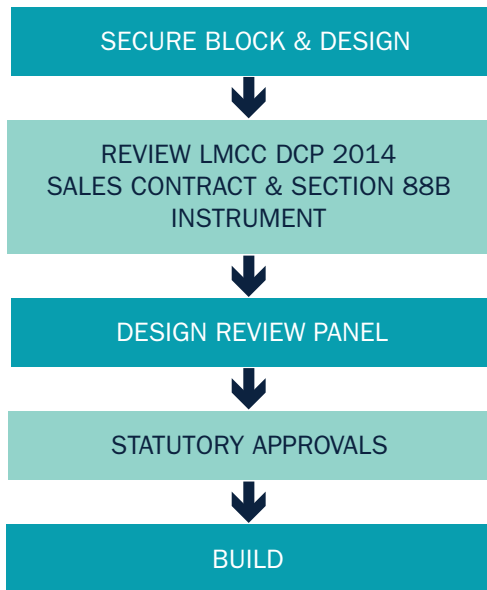 SECURE BLOCK & DESIGN
REVIEW LMCC DCP 2014
SALES CONTRACT & SECTION 88B
INSTRUMENT
DESIGN REVIEW PANEL
STATUTORY APPROVALS
BUILD